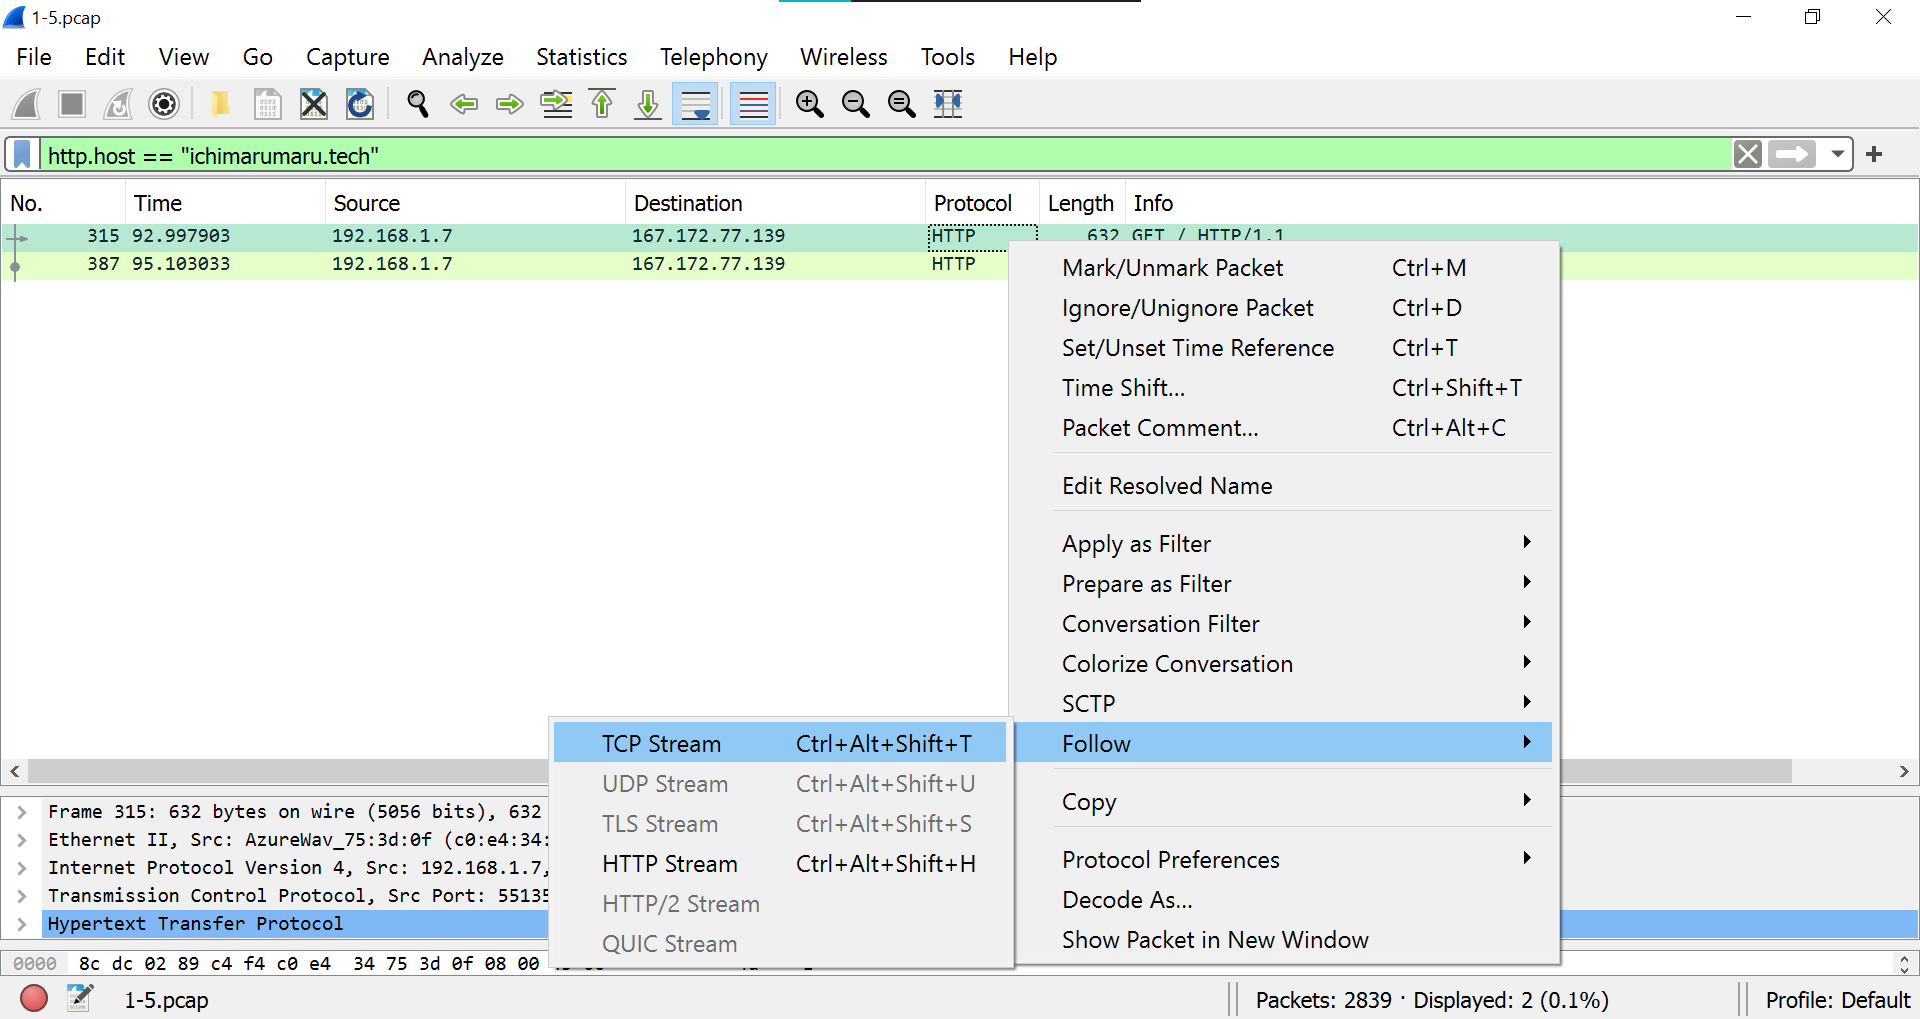 1-5.pcap
File Edit View Go Capture Analyze Statistics Telephony Wireless Tools Help
http.host == "ichimarumaru.tech"
No. Time Source Destination Protocol Length Info
315 92.997903 192.168.1.7 167.172.77.139 HTTP 632 GET / HTTP/1.1
387 95.103033 192.168.1.7 167.172.77.139 HTTP
Mark/Unmark Packet Ctrl+M
Ignore/Unignore Packet Ctrl+D
Set/Unset Time Reference Ctrl+T
Time Shift... Ctrl+Shift+T
Packet Comment... Ctrl+Alt+C
Edit Resolved Name
Apply as Filter
Prepare as Filter
Conversation Filter
Colorize Conversation
SCTP
Follow
Copy
Protocol Preferences
Decode As...
Show Packet in New Window
TCP Stream Ctrl+Alt+Shift+T
UDP Stream Ctrl+Alt+Shift+U
TLS Stream Ctrl+Alt+Shift+S
HTTP Stream Ctrl+Alt+Shift+H
HTTP/2 Stream
QUIC Stream
Frame 315: 632 bytes on wire (5056 bits), 632
Ethernet II, Src: AzureWav_75:3d:0f (c0:e4:34:
Internet Protocol Version 4, Src: 192.168.1.7,
Transmission Control Protocol, Src Port: 55135
Hypertext Transfer Protocol
0000 8c dc 02 89 c4 f4 c0 e4 34 75 3d 0f 08 00
1-5.pcap
Packets: 2839 · Displayed: 2 (0.1%)
Profile: Default